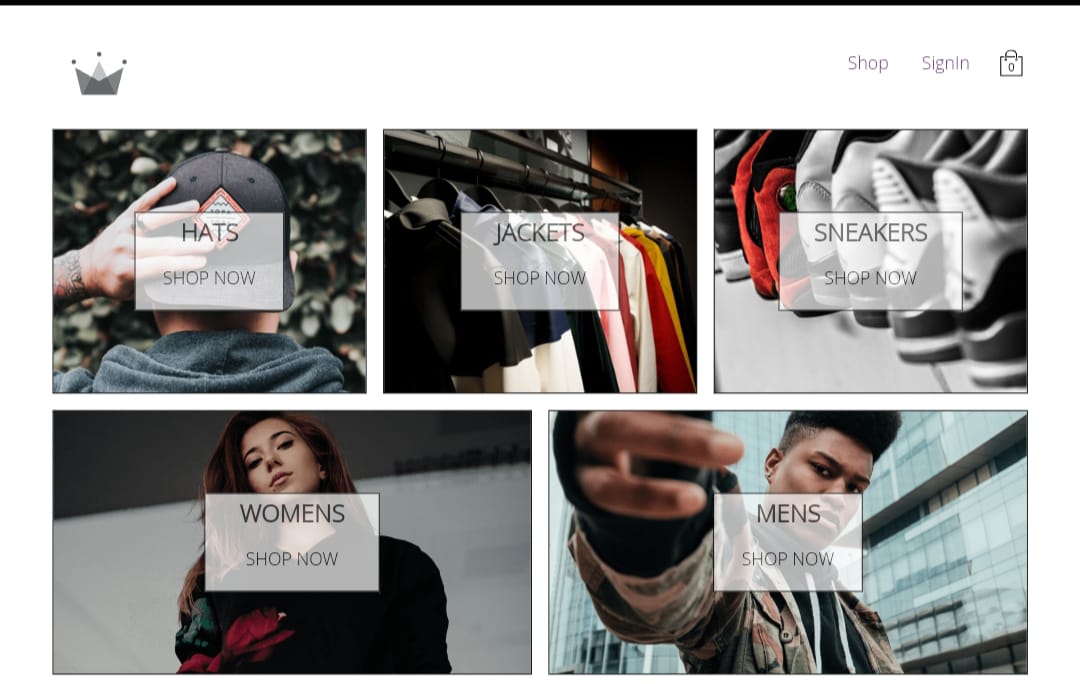 Shop
SignIn
0
HATS
SHOP NOW
JACKETS
SHOP NOW
SNEAKERS
SHOP NOW
WOMENS
SHOP NOW
MENS
SHOP NOW